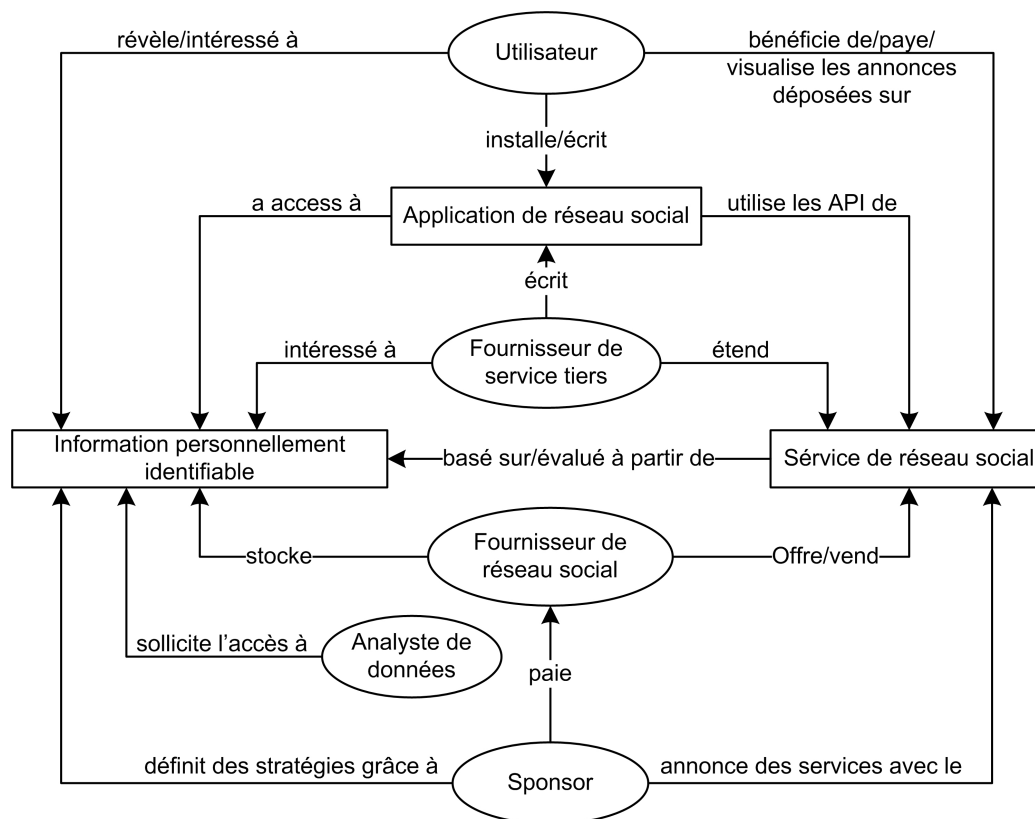 révèle/intéressé à
Utilisateur
bénéficie de/paye/
visualise les annonces
déposées sur
installe/écrit
a access à
Application de réseau social
utilise les API de
écrit
intéressé à
Fournisseur de
service tiers
étend
Information personnellement
identifiable
basé sur/évalué à partir de
Sérvice de réseau social
stocke
Fournisseur de
réseau social
Offre/vend
sollicite l'accès à
Analyste de
données
paie
définit des stratégies grâce à
Sponsor
annonce des services avec le